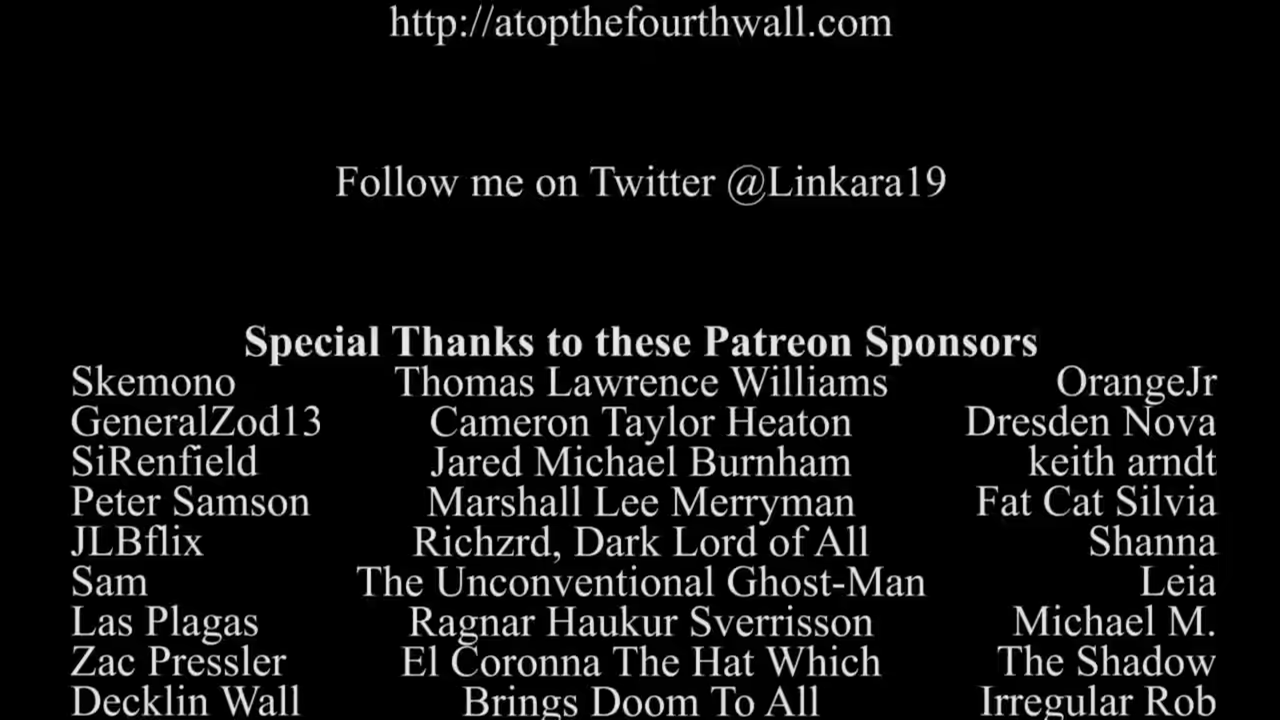 http://atopthefourthwall.com
Follow me on Twitter @Linkara19
Special Thanks to these Patreon Sponsors
Skemono Thomas Lawrence Williams OrangeJr
GeneralZod13 Cameron Taylor Heaton Dresden Nova
SiRenfield Jared Michael Burnham keith arndt
Peter Samson Marshall Lee Merryman Fat Cat Silvia
JLBflix Richzrd, Dark Lord of All Shanna
Sam The Unconventional Ghost-Man Leia
Las Plagas Ragnar Haukur Sverrisson Michael M.
Zac Pressler El Coronna The Hat Which The Shadow
Decklin Wall Brings Doom To All Irregular Rob